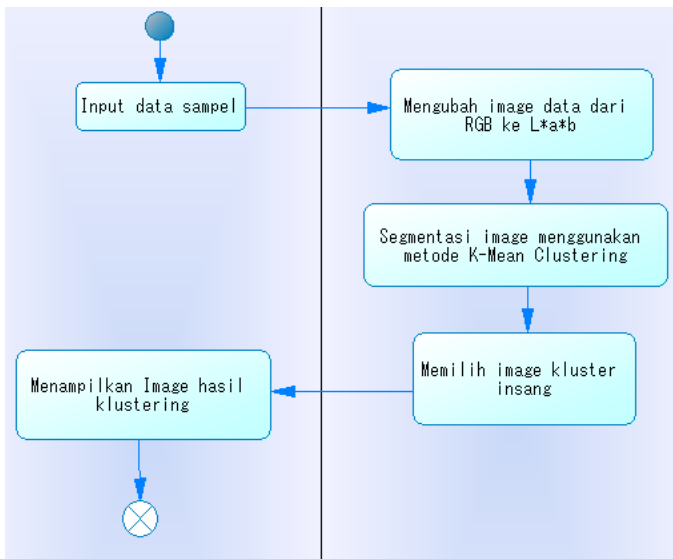 Input data sampel
Mengubah image data dari
RGB ke L*a*b
Segmentasi image menggunakan
metode K-Mean Clustering
Memilih image kluster
insang
Menampilkan Image hasil
klustering